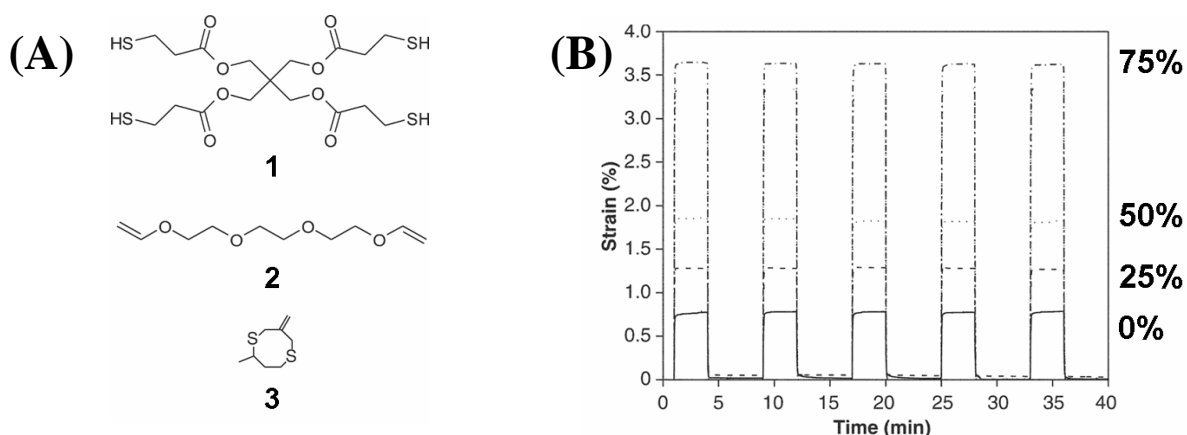 (A)
HS O O SH
O O
O O
HS O O SH
1
O O O O
2
S S
3
(B)
4.0
3.5
3.0
2.5
2.0
1.5
1.0
0.5
0
Strain (%)
0 5 10 15 20 25 30 35 40
Time (min)
75%
50%
25%
0%